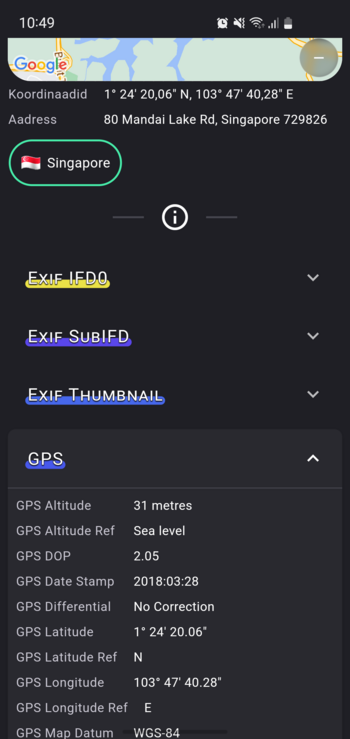 10:49
Google
Koordinaadid 1° 24' 20,06" N, 103° 47' 40,28" E
Aadress 80 Mandai Lake Rd, Singapore 729826
Singapore
Exif IFD0
Exif SubIFD
Exif Thumbnail
GPS
GPS Altitude 31 metres
GPS Altitude Ref Sea level
GPS DOP 2.05
GPS Date Stamp 2018:03:28
GPS Differential No Correction
GPS Latitude 1° 24' 20.06"
GPS Latitude Ref N
GPS Longitude 103° 47' 40.28"
GPS Longitude Ref E
GPS Map Datum WGS-84